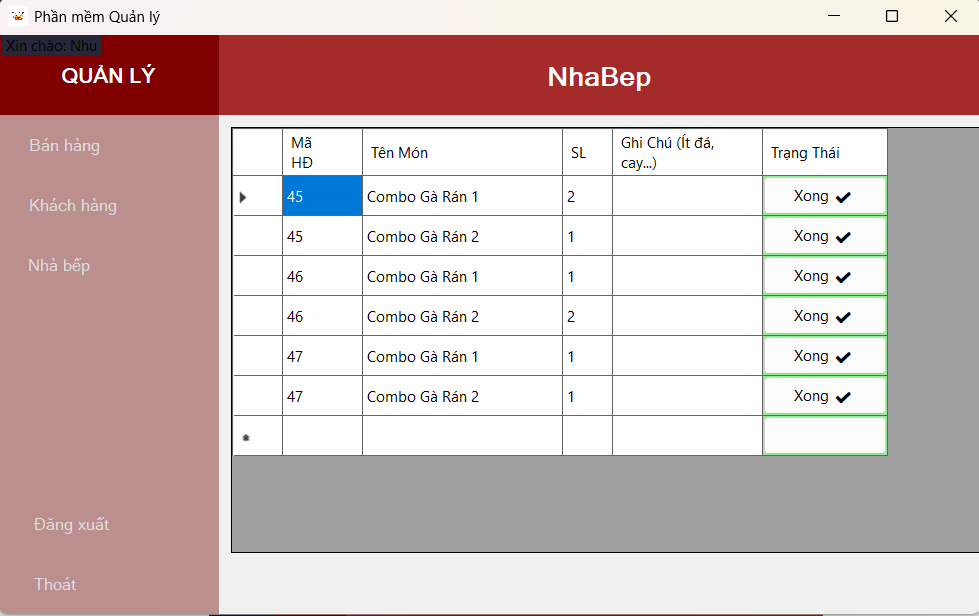 Phần mềm Quản lý
Xin chào: Nhu
QUẢN LÝ
NhaBep
Bán hàng
Khách hàng
Nhà bếp
Đăng xuất
Thoát
Mã HĐ Tên Món SL Ghi Chú (Ít đá, cay...) Trạng Thái
45 Combo Gà Rán 1 2 Xong ✔
45 Combo Gà Rán 2 1 Xong ✔
46 Combo Gà Rán 1 1 Xong ✔
46 Combo Gà Rán 2 2 Xong ✔
47 Combo Gà Rán 1 1 Xong ✔
47 Combo Gà Rán 2 1 Xong ✔